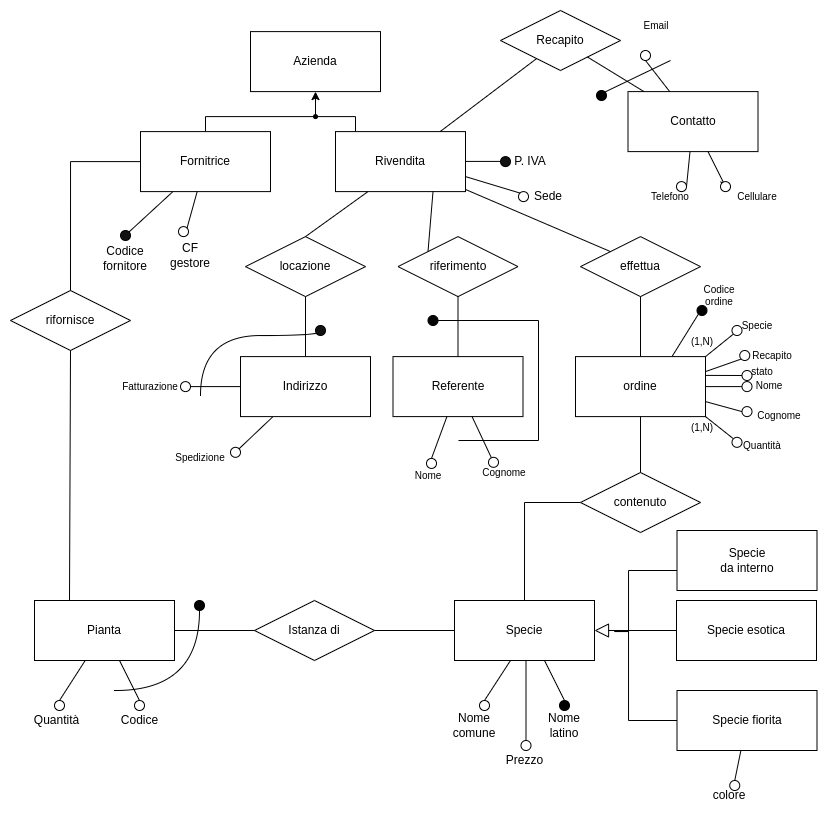 Email
Recapito
Azienda
Contatto
Fornitrice
Rivendita
P. IVA
Sede
Telefono
Cellulare
Codice
fornitore
CF
gestore
locazione
riferimento
effettua
Codice
ordine
rifornisce
(1,N)
Specie
Recapito
stato
Nome
Cognome
(1,N)
Quantità
Fatturazione
Indirizzo
Referente
ordine
Spedizione
Nome
Cognome
contenuto
Specie
da interno
Pianta
Istanza di
Specie
Specie esotica
Quantità
Codice
Nome
comune
Nome
latino
Specie fiorita
Prezzo
colore